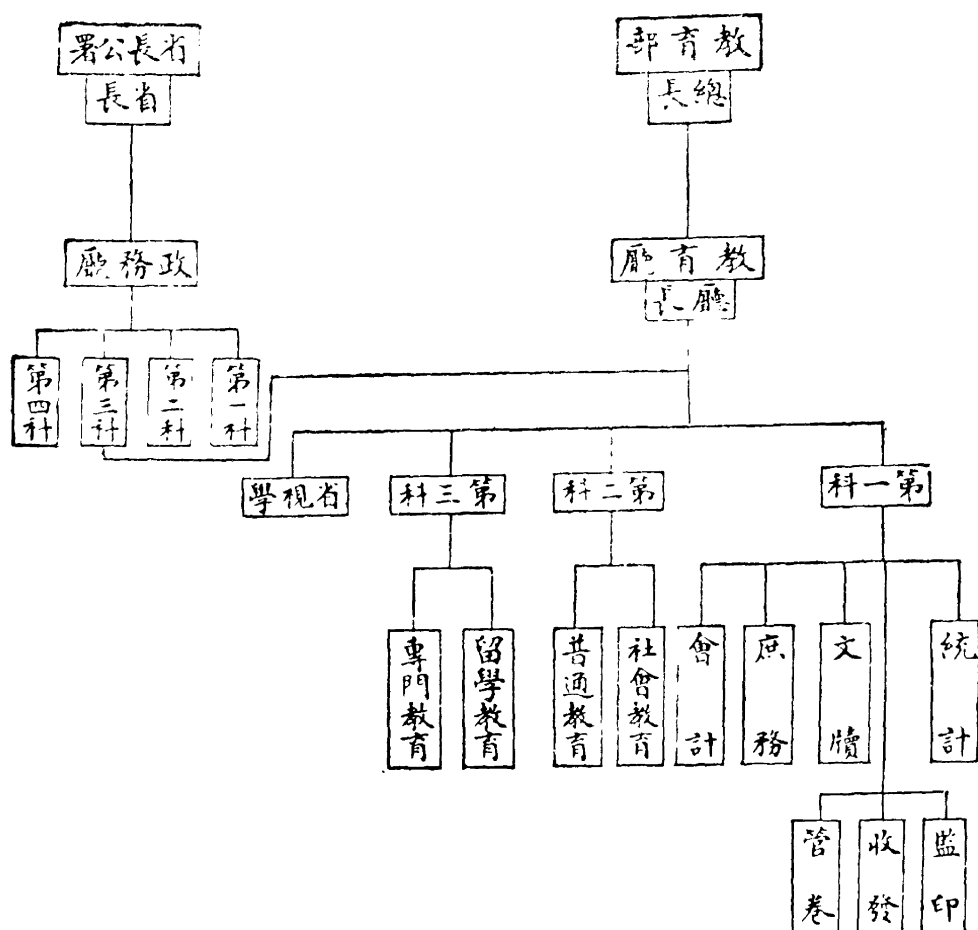 教育部
總長
省長公署
省長
教育廳
廳長
政務廳
第一科
第二科
第三科
第四科
第一科
第二科
第三科
省視學
統計
文牘
庶務
會計
社會教育
普通教育
留學教育
專門教育
監印
收發
管卷